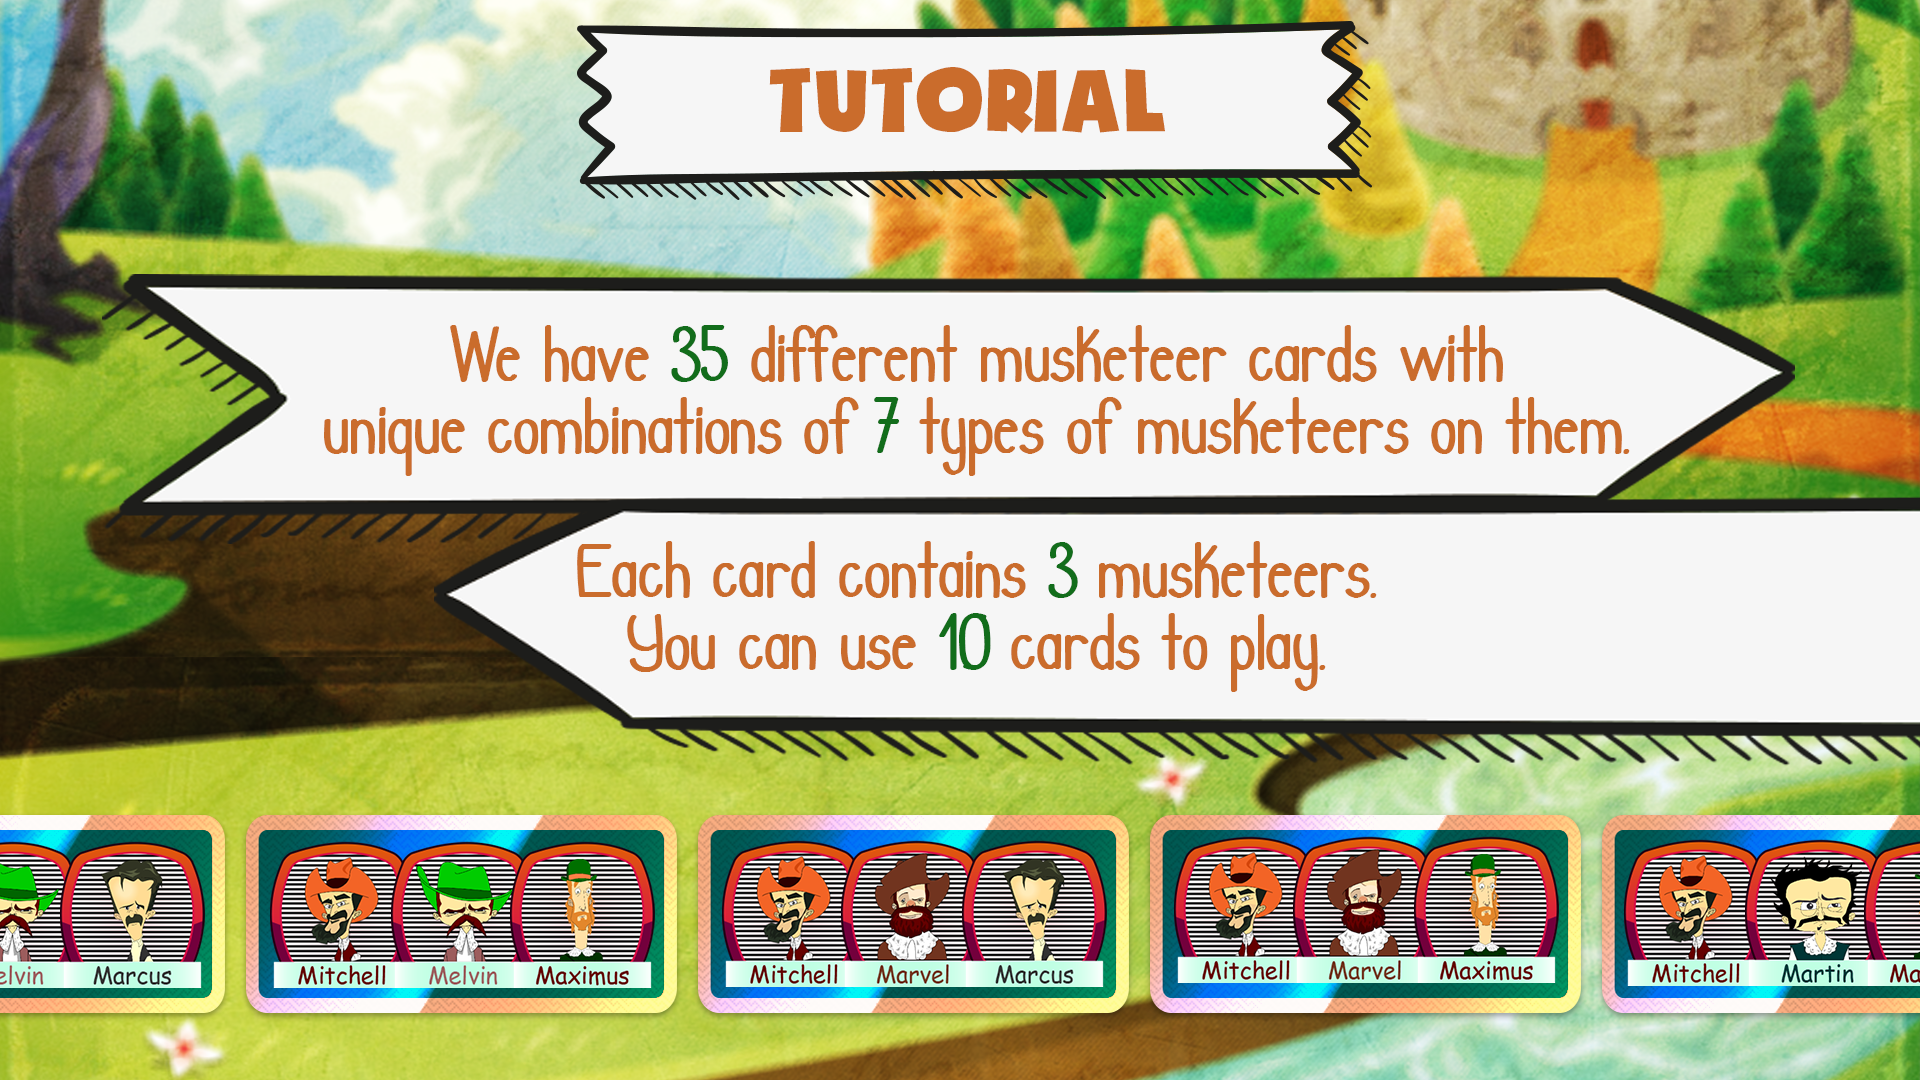 TUTORIAL
We have 35 different musketeer cards with
unique combinations of 7 types of musketeers on them.
Each card contains 3 musketeers.
You can use 10 cards to play.
elvin Marcus
Mitchell Melvin Maximus
Mitchell Marvel Marcus
Mitchell Marvel Maximus
Mitchell Martin Ma